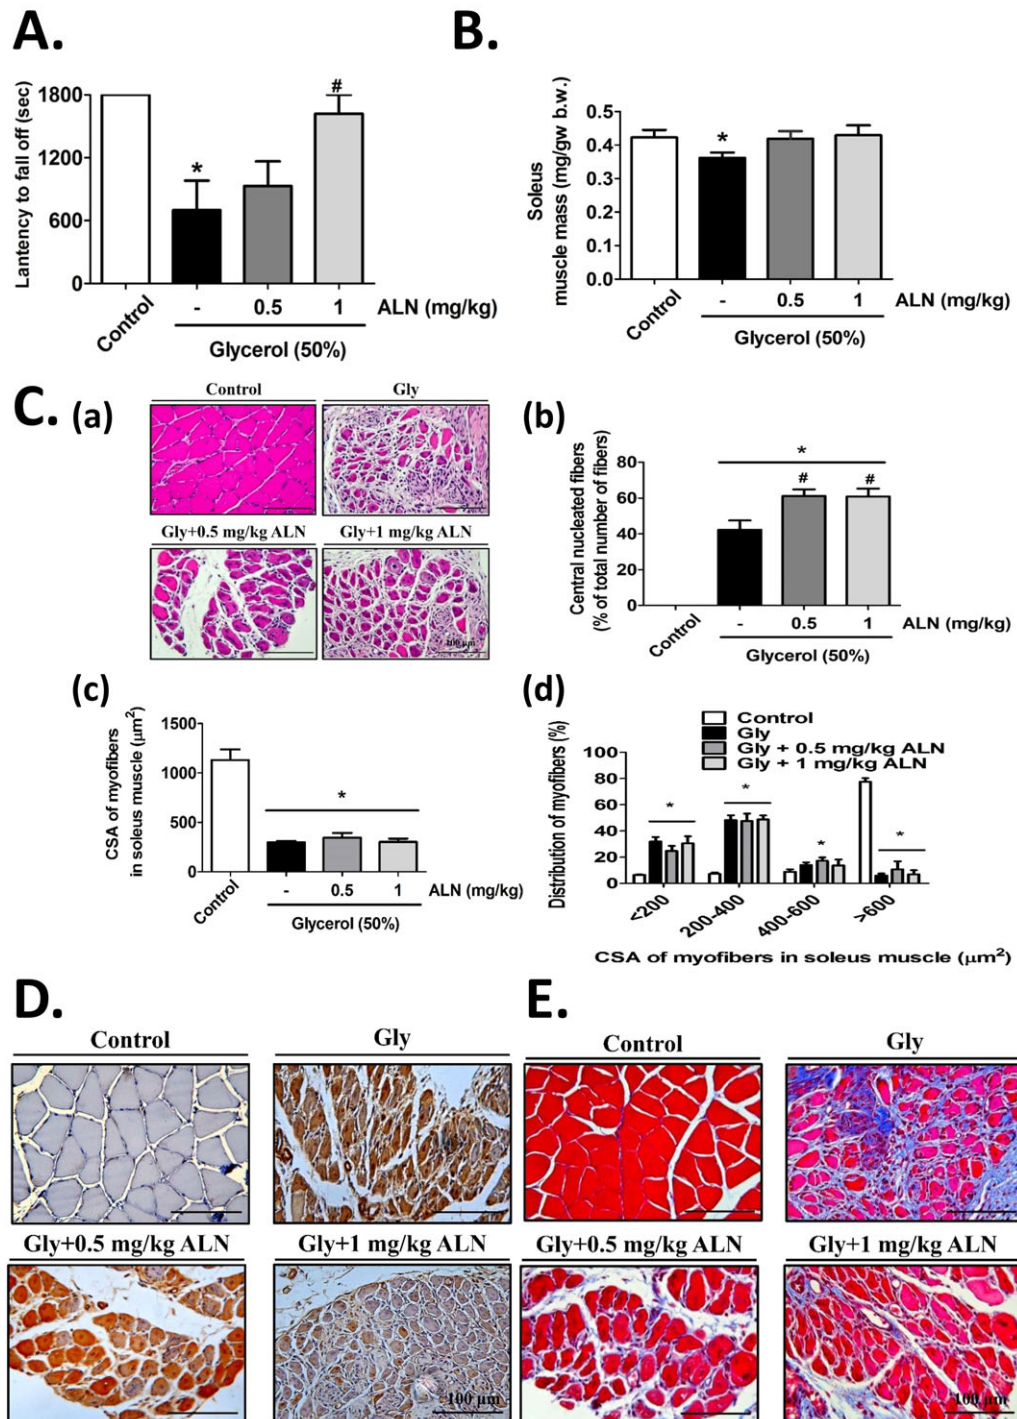 A.
Lantency to fall off (sec)
1800
1200
600
0
*
#
Control
-
0.5
1
ALN (mg/kg)
Glycerol (50%)
B.
Soleus
muscle mass (mg/gw b.w.)
0.5
0.4
0.3
0.2
0.1
0.0
*
Control
-
0.5
1
ALN (mg/kg)
Glycerol (50%)
C.
(a)
Control
Gly
Gly+0.5 mg/kg ALN
Gly+1 mg/kg ALN
100 µm
(b)
Central nucleated fibers
(% of total number of fibers)
80
60
40
20
0
*
#
#
Control
-
0.5
1
ALN (mg/kg)
Glycerol (50%)
(c)
CSA of myofibers
in soleus muscle (µm²)
1500
1000
500
0
*
Control
-
0.5
1
ALN (mg/kg)
Glycerol (50%)
(d)
Control
Gly
Gly + 0.5 mg/kg ALN
Gly + 1 mg/kg ALN
Distribution of myofibers (%)
100
80
60
40
20
0
*
*
*
*
<200
200-400
400-600
>600
CSA of myofibers in soleus muscle (µm²)
D.
Control
Gly
Gly+0.5 mg/kg ALN
Gly+1 mg/kg ALN
100 µm
E.
Control
Gly
Gly+0.5 mg/kg ALN
Gly+1 mg/kg ALN
100 µm